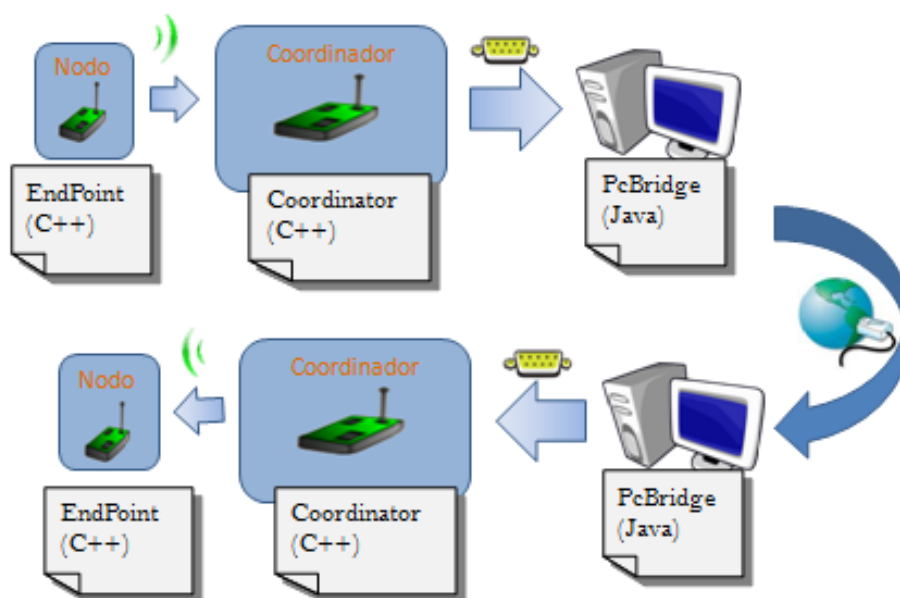 Nodo
Coordinador
EndPoint
(C++)
Coordinator
(C++)
PcBridge
(Java)
Nodo
Coordinador
EndPoint
(C++)
Coordinator
(C++)
PcBridge
(Java)